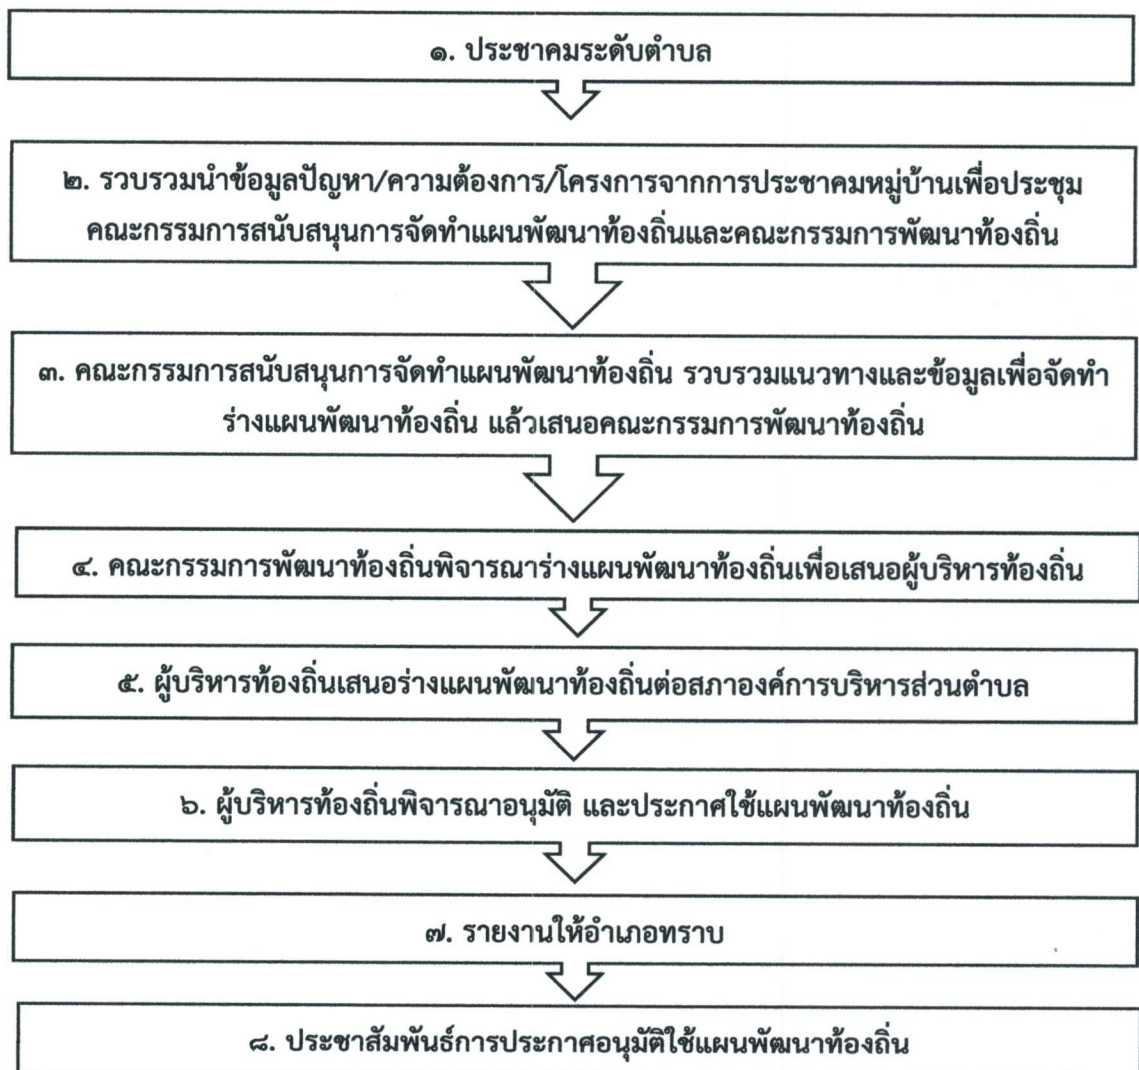 ๑. ประชาคมระดับตำบล
๒. รวบรวมนำข้อมูลปัญหา/ความต้องการ/โครงการจากการประชาคมหมู่บ้านเพื่อประชุม
คณะกรรมการสนับสนุนการจัดทำแผนพัฒนาท้องถิ่นและคณะกรรมการพัฒนาท้องถิ่น
๓. คณะกรรมการสนับสนุนการจัดทำแผนพัฒนาท้องถิ่น รวบรวมแนวทางและข้อมูลเพื่อจัดทำ
ร่างแผนพัฒนาท้องถิ่น แล้วเสนอคณะกรรมการพัฒนาท้องถิ่น
๔. คณะกรรมการพัฒนาท้องถิ่นพิจารณาร่างแผนพัฒนาท้องถิ่นเพื่อเสนอผู้บริหารท้องถิ่น
๕. ผู้บริหารท้องถิ่นเสนอร่างแผนพัฒนาท้องถิ่นต่อสภาองค์การบริหารส่วนตำบล
๖. ผู้บริหารท้องถิ่นพิจารณาอนุมัติ และประกาศใช้แผนพัฒนาท้องถิ่น
๗. รายงานให้อำเภอทราบ
๘. ประชาสัมพันธ์การประกาศอนุมัติใช้แผนพัฒนาท้องถิ่น